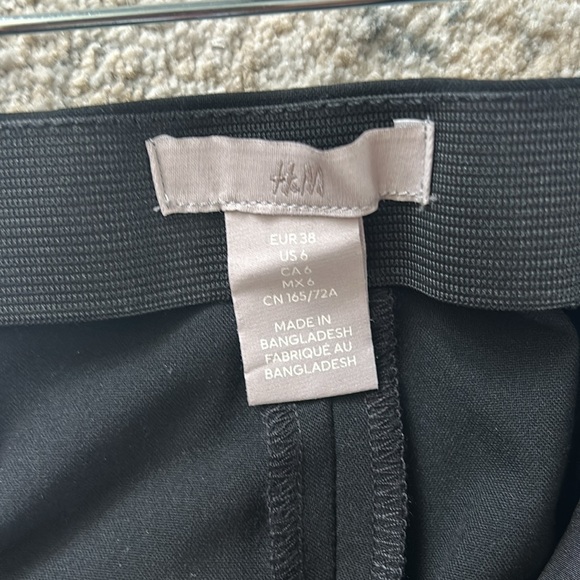 H&M
EUR 38
US 6
CA 6
MX 6
CN 165/72A
MADE IN
BANGLADESH
FABRIQUÉ AU
BANGLADESH